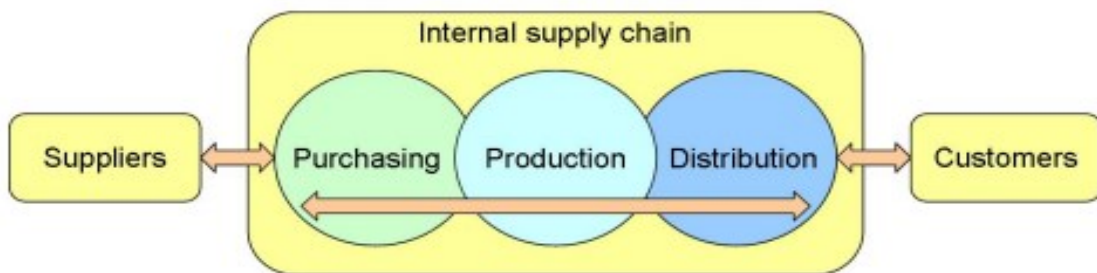 Internal supply chain
Suppliers
Purchasing
Production
Distribution
Customers